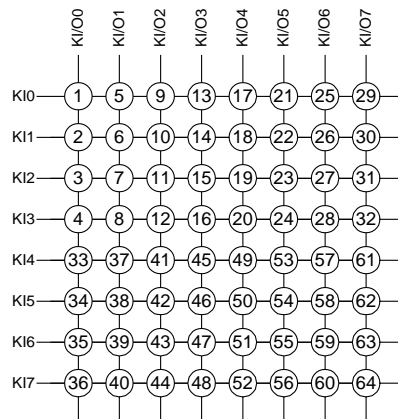 KI/O0 KI/O1 KI/O2 KI/O3 KI/O4 KI/O5 KI/O6 KI/O7
KI0 1 5 9 13 17 21 25 29
KI1 2 6 10 14 18 22 26 30
KI2 3 7 11 15 19 23 27 31
KI3 4 8 12 16 20 24 28 32
KI4 33 37 41 45 49 53 57 61
KI5 34 38 42 46 50 54 58 62
KI6 35 39 43 47 51 55 59 63
KI7 36 40 44 48 52 56 60 64